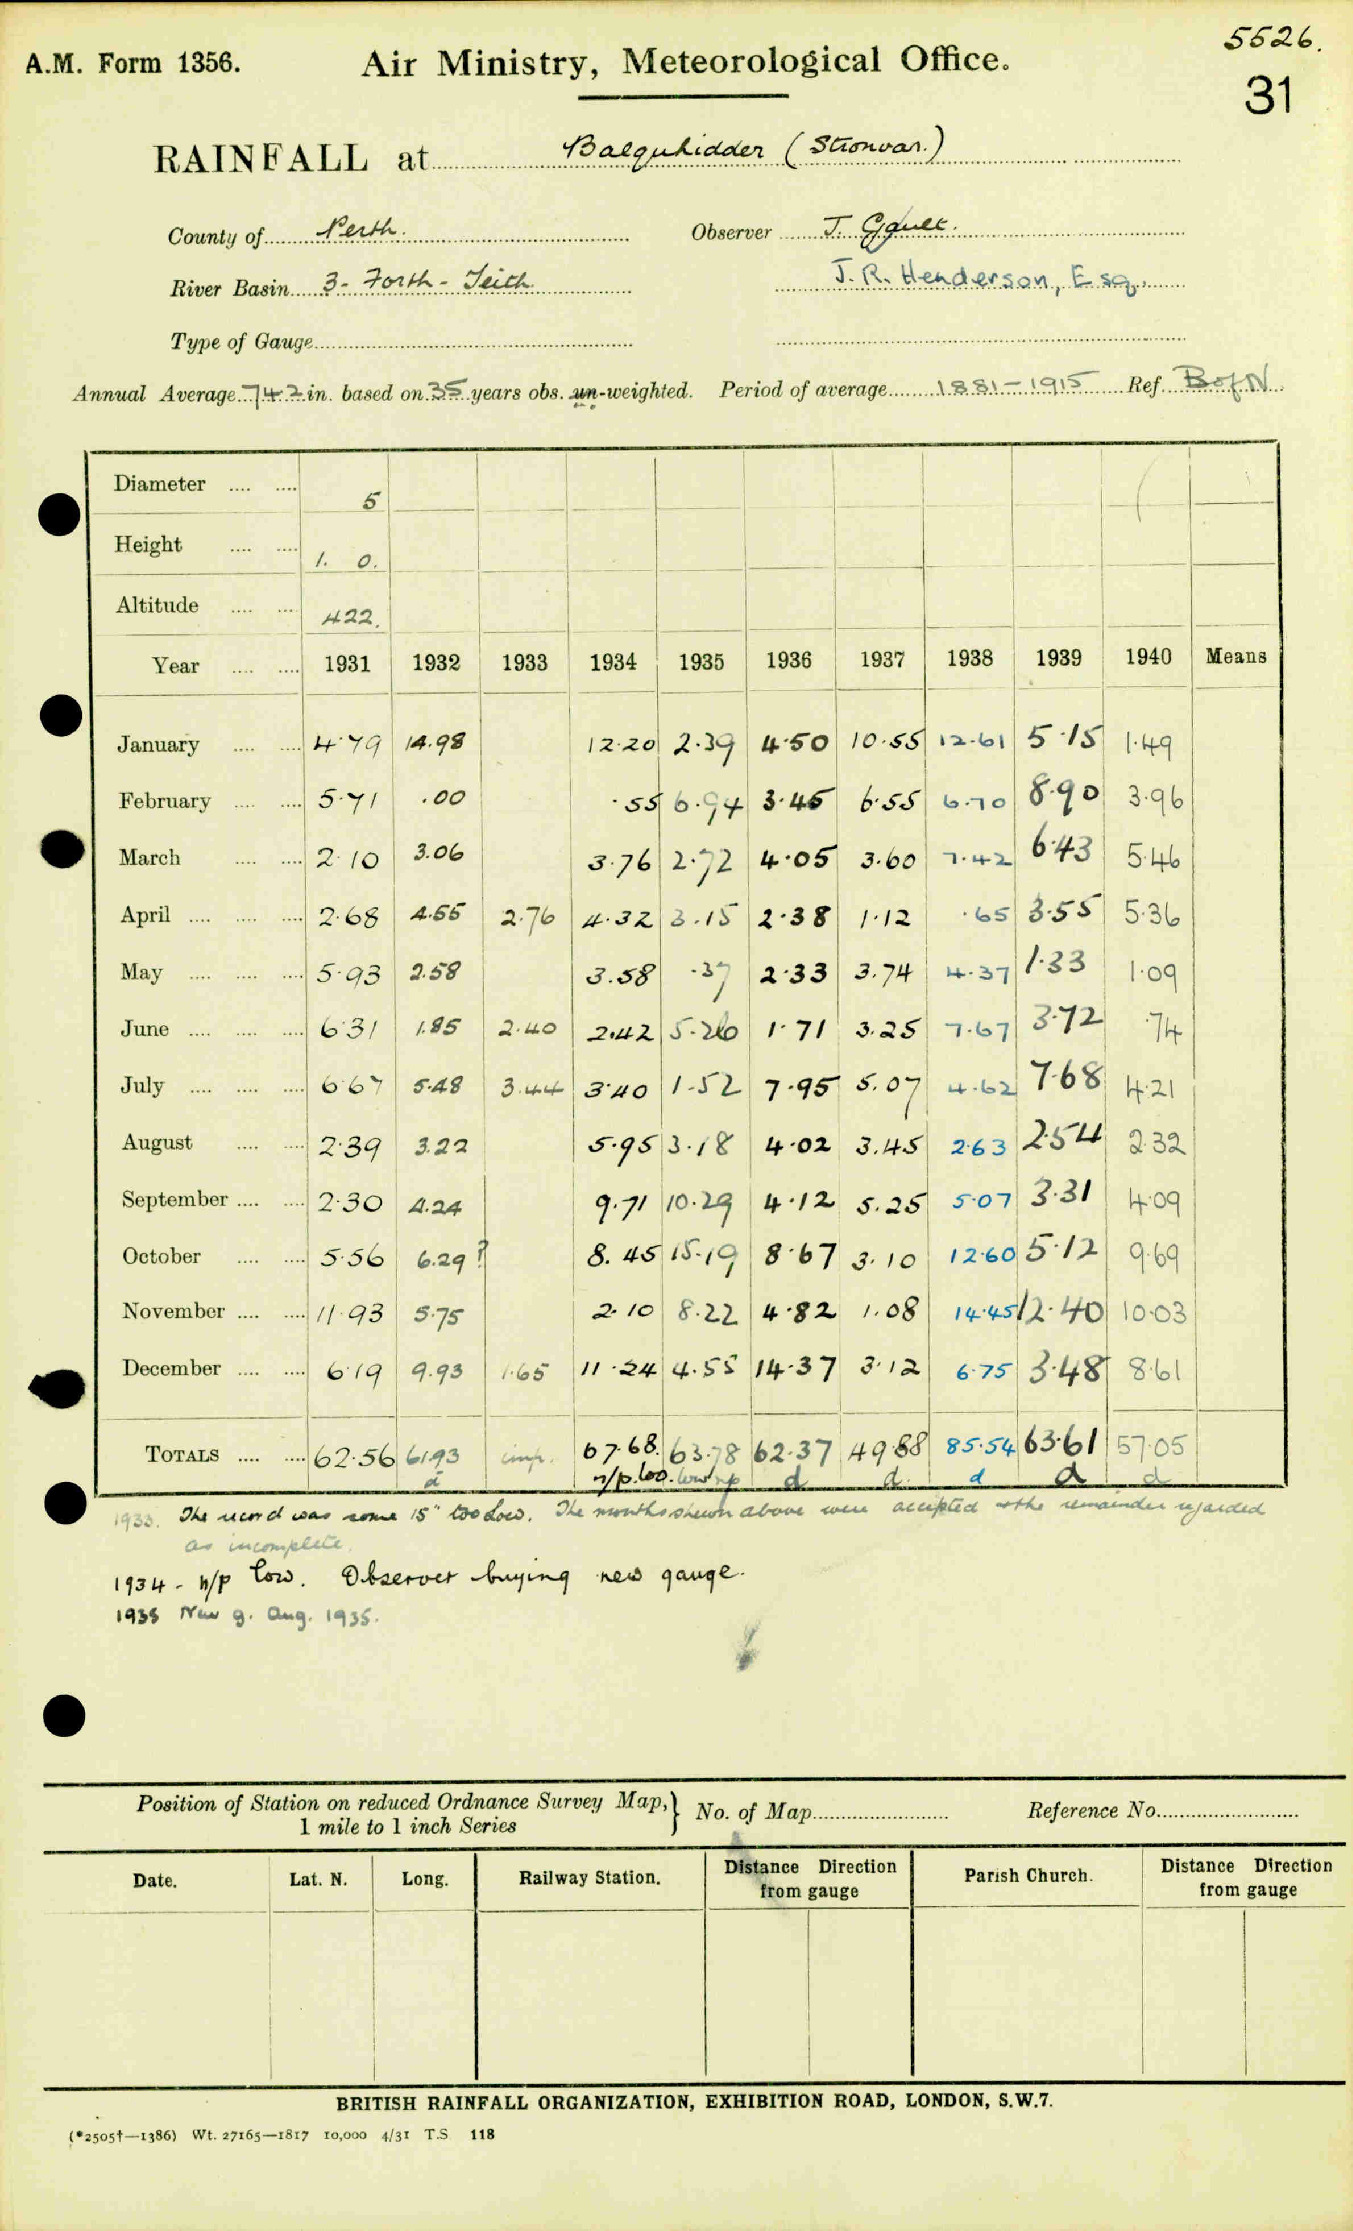 5526.
A.M. Form 1356. Air Ministry, Meteorological Office.
31
RAINFALL at Balquhidder (Stronvar.)
County of Perth. Observer J. Gault.
River Basin 3- Forth - Teith J.R. Henderson, Esq.
Type of Gauge
Annual Average 74.2 in. based on 35 years obs. un-weighted. Period of average 1881-1915 Ref. B of N
Diameter .... .... 5
Height .... .... 1. 0.
Altitude .... .... 422.
Year .... .... 1931 1932 1933 1934 1935 1936 1937 1938 1939 1940 Means
January .... .... 4.79 14.98 12.20 2.39 4.50 10.55 12.61 5.15 1.49
February .... .... 5.71 .00 .55 6.94 3.45 6.55 6.70 8.90 3.96
March .... .... 2.10 3.06 3.76 2.72 4.05 3.60 7.42 6.43 5.46
April .... .... .... 2.68 4.55 2.76 4.32 3.15 2.38 1.12 .65 3.55 5.36
May .... .... .... 5.93 2.58 3.58 .37 2.33 3.74 4.37 1.33 1.09
June .... .... .... 6.31 1.85 2.40 2.42 5.26 1.71 3.25 7.67 3.72 .74
July .... .... .... 6.67 5.48 3.44 3.40 1.52 7.95 5.07 4.62 7.68 4.21
August .... .... 2.39 3.22 5.95 3.18 4.02 3.45 2.63 2.54 2.32
September .... .... 2.30 4.24 9.71 10.29 4.12 5.25 5.07 3.31 4.09
October .... .... 5.56 6.29? 8.45 15.19 8.67 3.10 12.60 5.12 9.69
November .... .... 11.93 5.75 2.10 8.22 4.82 1.08 14.45 12.40 10.03
December .... .... 6.19 9.93 1.65 11.24 4.55 14.37 3.12 6.75 3.48 8.61
TOTALS .... .... 62.56 61.93 imp. 67.68. 63.78 62.37 49.88 85.54 63.61 57.05
d n/p. too. low np d d d d d
1933. The record was some 15" too low. The months shewn above were accepted & the remainder regarded
as incomplete.
1934 - n/p low. Observer buying new gauge.
1935 New g. Aug. 1935.
Position of Station on reduced Ordnance Survey Map,} No. of Map Reference No.
1 mile to 1 inch Series
Date. Lat. N. Long. Railway Station. Distance Direction from gauge Parish Church. Distance Direction from gauge
BRITISH RAINFALL ORGANIZATION, EXHIBITION ROAD, LONDON, S.W.7.
(*2505†—1386) Wt. 27165—1817 10,000 4/31 T.S 118